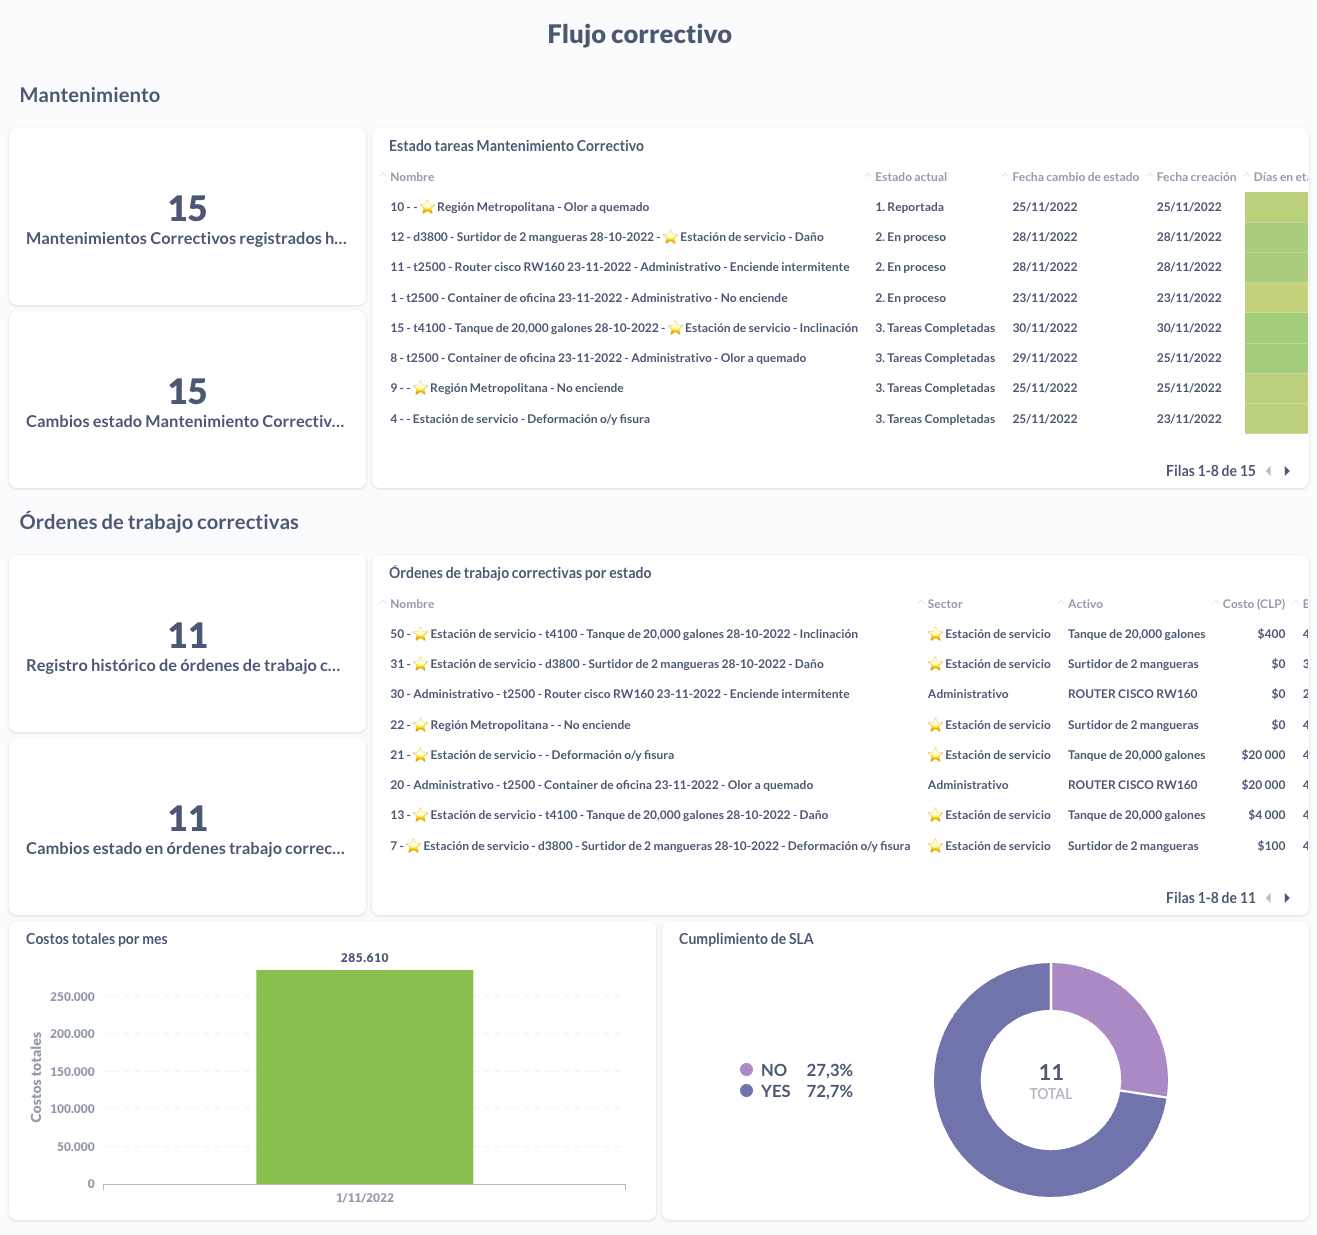 Flujo correctivo
Mantenimiento
15
Mantenimientos Correctivos registrados h...
15
Cambios estado Mantenimiento Correctiv...
Estado tareas Mantenimiento Correctivo
Nombre Estado actual Fecha cambio de estado Fecha creación Días en
10 - - ⭐ Región Metropolitana - Olor a quemado 1. Reportada 25/11/2022 25/11/2022
12 - d3800 - Surtidor de 2 mangueras 28-10-2022 - ⭐ Estación de servicio - Daño 2. En proceso 28/11/2022 28/11/2022
11 - t2500 - Router cisco RW160 23-11-2022 - Administrativo - Enciende intermitente 2. En proceso 28/11/2022 28/11/2022
1 - t2500 - Container de oficina 23-11-2022 - Administrativo - No enciende 2. En proceso 23/11/2022 23/11/2022
15 - t4100 - Tanque de 20,000 galones 28-10-2022 - ⭐ Estación de servicio - Inclinación 3. Tareas Completadas 30/11/2022 30/11/2022
8 - t2500 - Container de oficina 23-11-2022 - Administrativo - Olor a quemado 3. Tareas Completadas 29/11/2022 25/11/2022
9 - - ⭐ Región Metropolitana - No enciende 3. Tareas Completadas 25/11/2022 25/11/2022
4 - - Estación de servicio - Deformación o/y fisura 3. Tareas Completadas 25/11/2022 23/11/2022
Filas 1-8 de 15
Órdenes de trabajo correctivas
11
Registro histórico de órdenes de trabajo c...
11
Cambios estado en órdenes trabajo correc...
Órdenes de trabajo correctivas por estado
Nombre Sector Activo Costo (CLP) E
50 - ⭐ Estación de servicio - t4100 - Tanque de 20,000 galones 28-10-2022 - Inclinación ⭐ Estación de servicio Tanque de 20,000 galones $400 4
31 - ⭐ Estación de servicio - d3800 - Surtidor de 2 mangueras 28-10-2022 - Daño ⭐ Estación de servicio Surtidor de 2 mangueras $0 3
30 - Administrativo - t2500 - Router cisco RW160 23-11-2022 - Enciende intermitente Administrativo ROUTER CISCO RW160 $0 2
22 - ⭐ Región Metropolitana - - No enciende ⭐ Estación de servicio Surtidor de 2 mangueras $0 4
21 - ⭐ Estación de servicio - - Deformación o/y fisura ⭐ Estación de servicio Tanque de 20,000 galones $20 000 4
20 - Administrativo - t2500 - Container de oficina 23-11-2022 - Olor a quemado Administrativo ROUTER CISCO RW160 $20 000 4
13 - ⭐ Estación de servicio - t4100 - Tanque de 20,000 galones 28-10-2022 - Daño ⭐ Estación de servicio Tanque de 20,000 galones $4 000 4
7 - ⭐ Estación de servicio - d3800 - Surtidor de 2 mangueras 28-10-2022 - Deformación o/y fisura ⭐ Estación de servicio Surtidor de 2 mangueras $100 4
Filas 1-8 de 11
Costos totales por mes
285.610
250.000
200.000
150.000
100.000
50.000
0
Costos totales
1/11/2022
Cumplimiento de SLA
NO 27,3%
YES 72,7%
11
TOTAL